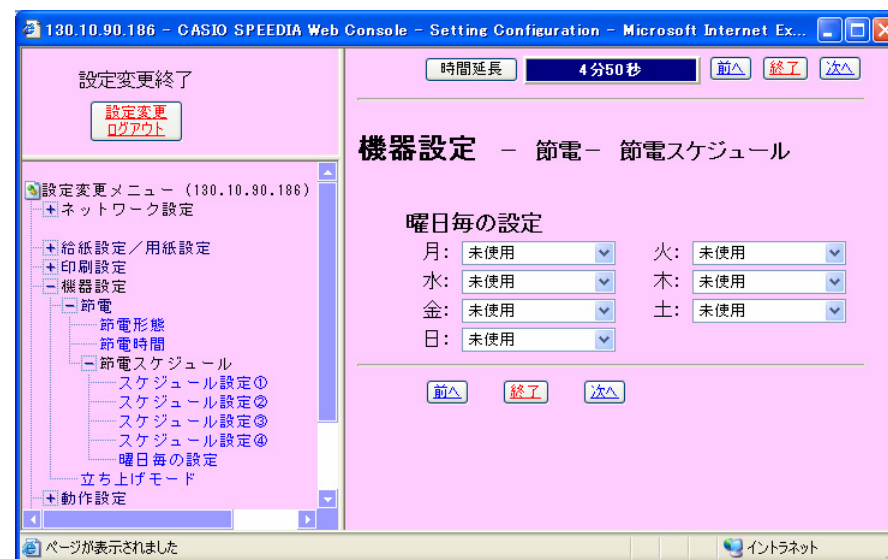 130.10.90.186 - CASIO SPEEDIA Web Console - Setting Configuration - Microsoft Internet Ex...
設定変更終了
設定変更
ログアウト
設定変更メニュー (130.10.90.186)
ネットワーク設定
給紙設定／用紙設定
印刷設定
機器設定
節電
節電形態
節電時間
節電スケジュール
スケジュール設定①
スケジュール設定②
スケジュール設定③
スケジュール設定④
曜日毎の設定
立ち上げモード
動作設定
時間延長 4分50秒 前へ 終了 次へ
機器設定 － 節電－ 節電スケジュール
曜日毎の設定
月: 未使用 火: 未使用
水: 未使用 木: 未使用
金: 未使用 土: 未使用
日: 未使用
前へ 終了 次へ
ページが表示されました イントラネット